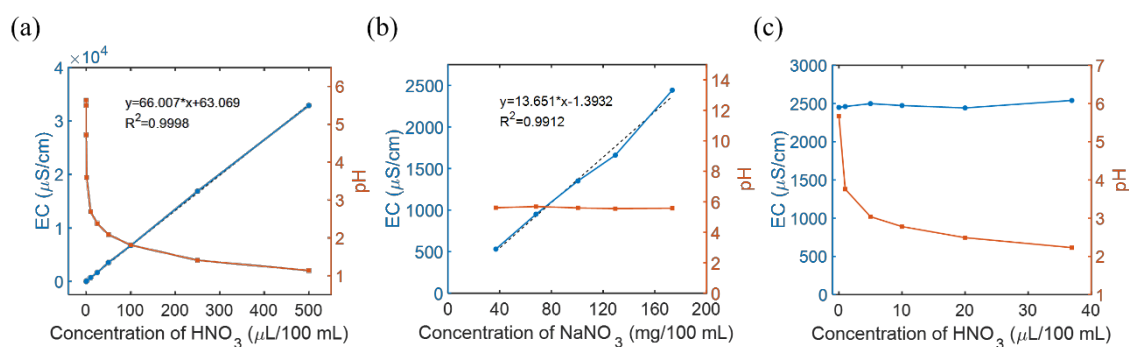 (a)
×10⁴
4
3
2
1
0
EC (μS/cm)
y=66.007*x+63.069
R²=0.9998
6
5
4
3
2
1
pH
0 100 200 300 400 500
Concentration of HNO₃ (μL/100 mL)
(b)
2500
2000
1500
1000
500
0
EC (μS/cm)
y=13.651*x-1.3932
R²=0.9912
14
12
10
8
6
4
2
0
pH
0 40 80 120 160 200
Concentration of NaNO₃ (mg/100 mL)
(c)
3000
2500
2000
1500
1000
500
0
EC (μS/cm)
7
6
5
4
3
2
1
pH
0 10 20 30 40
Concentration of HNO₃ (μL/100 mL)